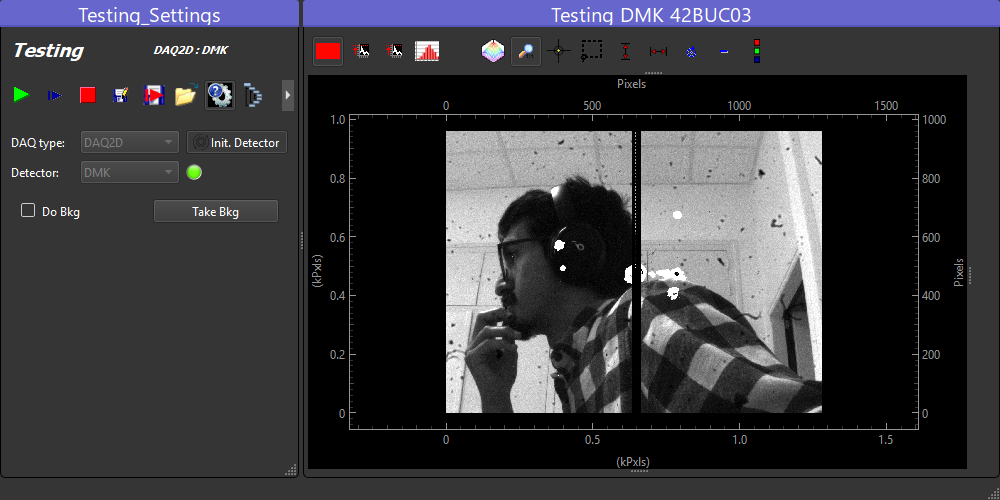 Testing_Settings
Testing DMK 42BUC03
Testing
DAQ2D : DMK
DAQ type:
DAQ2D
Init. Detector
Detector:
DMK
Do Bkg
Take Bkg
Pixels
0
500
1000
1500
1.0
0.8
0.6
0.4
0.2
0
(kPxls)
1000
800
600
400
200
0
Pixels
0
0.5
1.0
1.5
(kPxls)